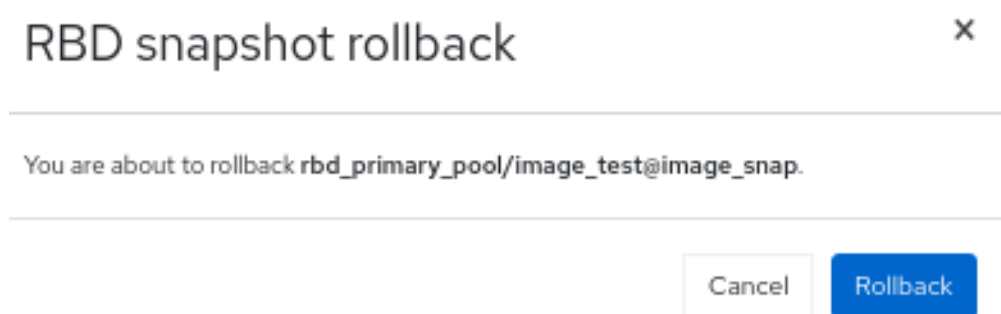 RBD snapshot rollback ×
You are about to rollback rbd_primary_pool/image_test@image_snap.
Cancel Rollback